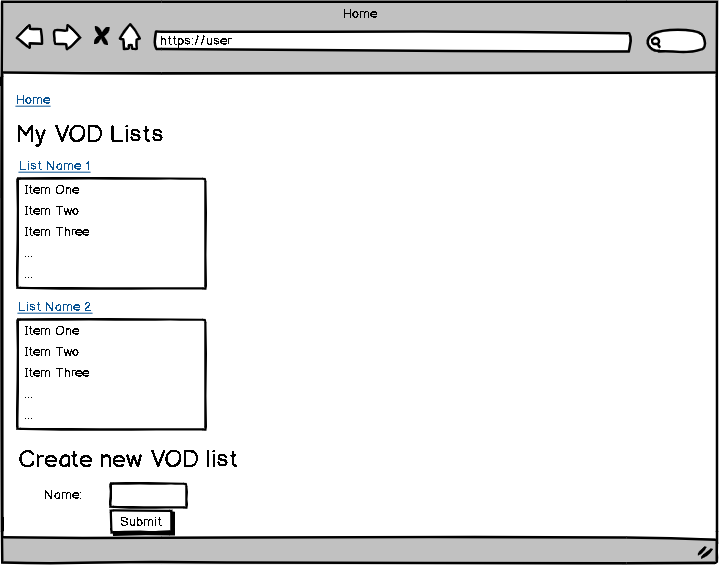 Home
https://user
Home
My VOD Lists
List Name 1
Item One
Item Two
Item Three
...
...
List Name 2
Item One
Item Two
Item Three
...
...
Create new VOD list
Name:
Submit